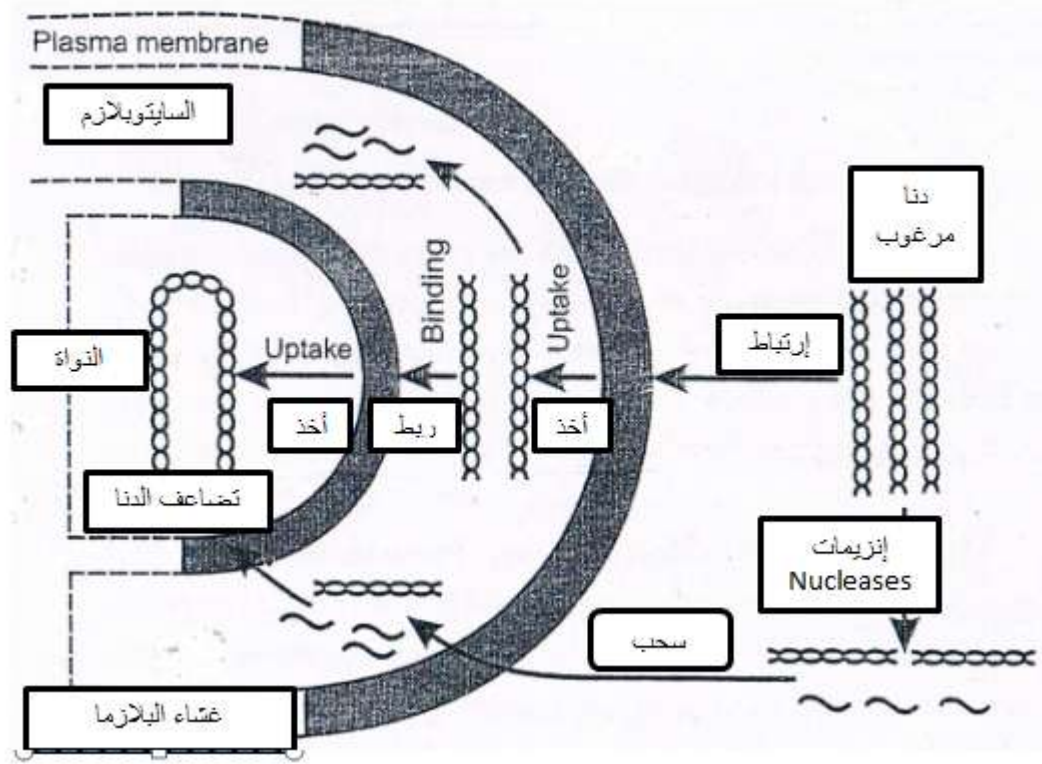 Plasma membrane
السايتوبلازم
دنا
مرغوب
Binding
Uptake
إرتباط
Uptake
النواة
أخذ
ربط
أخذ
تضاعف الدنا
إنزيمات
Nucleases
سحب
غشاء البلازما